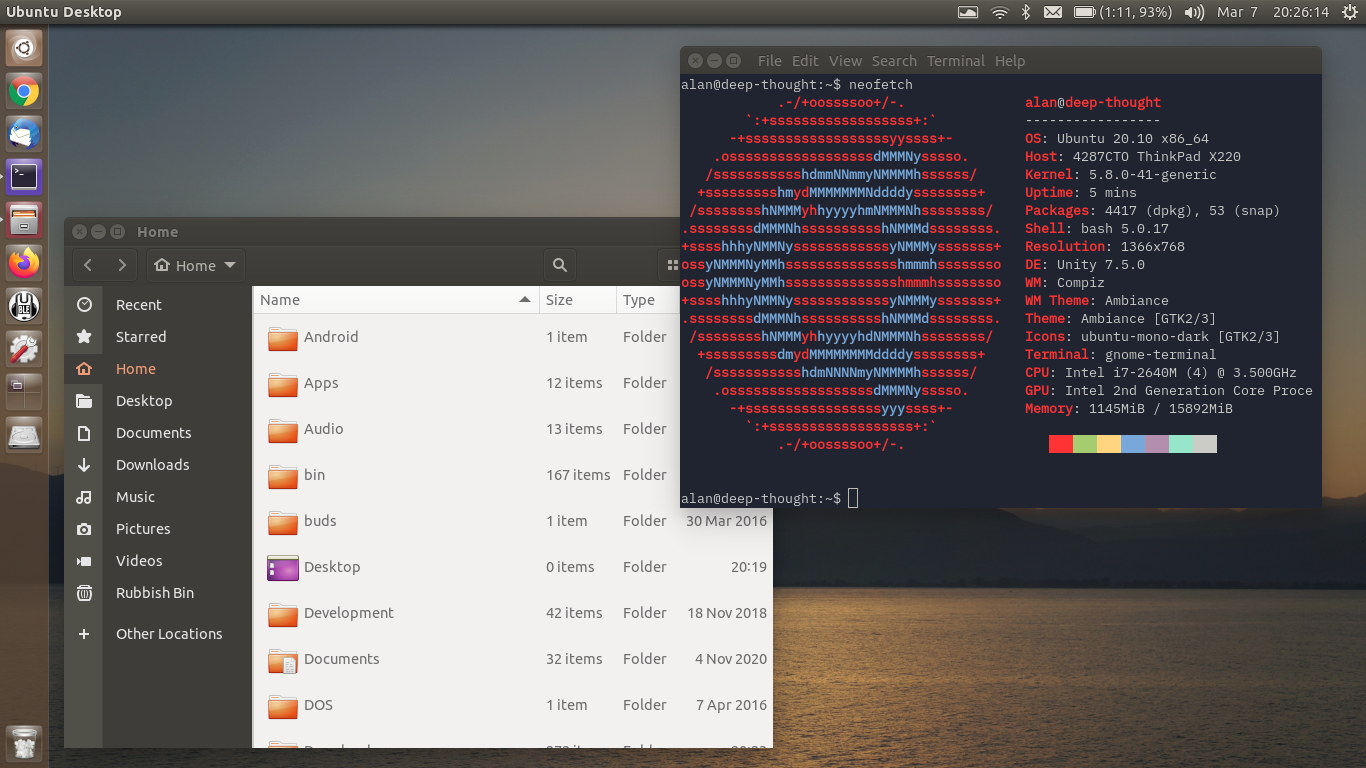 Ubuntu Desktop
(1:11, 93%)
Mar 7
20:26:14
Home
Home
Recent
Starred
Home
Desktop
Documents
Downloads
Music
Pictures
Videos
Rubbish Bin
Other Locations
Name Size Type
Android 1 item Folder
Apps 12 items Folder
Audio 13 items Folder
bin 167 items Folder
buds 1 item Folder 30 Mar 2016
Desktop 0 items Folder 20:19
Development 42 items Folder 18 Nov 2018
Documents 32 items Folder 4 Nov 2020
DOS 1 item Folder 7 Apr 2016
File Edit View Search Terminal Help
alan@deep-thought:~$ neofetch
.-/+oossssoo+/-. alan@deep-thought
`:+ssssssssssssssssss+:` -----------------
-+ssssssssssssssssssyyssss+- OS: Ubuntu 20.10 x86_64
.ossssssssssssssssssdMMMNysssso. Host: 4287CTO ThinkPad X220
/ssssssssssshdmmNNmmyNMMMMhssssss/ Kernel: 5.8.0-41-generic
+ssssssssshmydMMMMMMMNddddyssssssss+ Uptime: 5 mins
/sssssssshNMMMyhhyyyyhmNMMMNhssssssss/ Packages: 4417 (dpkg), 53 (snap)
.ssssssssdMMMNhsssssssssshNMMMdssssssss. Shell: bash 5.0.17
+sssshhhyNMMNyssssssssssssyNMMMysssssss+ Resolution: 1366x768
ossyNMMMNyMMhsssssssssssssshmmmhssssssso DE: Unity 7.5.0
ossyNMMMNyMMhsssssssssssssshmmmhssssssso WM: Compiz
+sssshhhyNMMNyssssssssssssyNMMMysssssss+ WM Theme: Ambiance
.ssssssssdMMMNhsssssssssshNMMMdssssssss. Theme: Ambiance [GTK2/3]
/sssssssshNMMMyhhyyyyhdNMMMNhssssssss/ Icons: ubuntu-mono-dark [GTK2/3]
+sssssssssdmydMMMMMMMMddddyssssssss+ Terminal: gnome-terminal
/ssssssssssshdmNNNNmyNMMMMhssssss/ CPU: Intel i7-2640M (4) @ 3.500GHz
.ossssssssssssssssssdMMMNysssso. GPU: Intel 2nd Generation Core Proce
-+sssssssssssssssssyyyssss+- Memory: 1145MiB / 15892MiB
`:+ssssssssssssssssss+:`
.-/+oossssoo+/-.
alan@deep-thought:~$